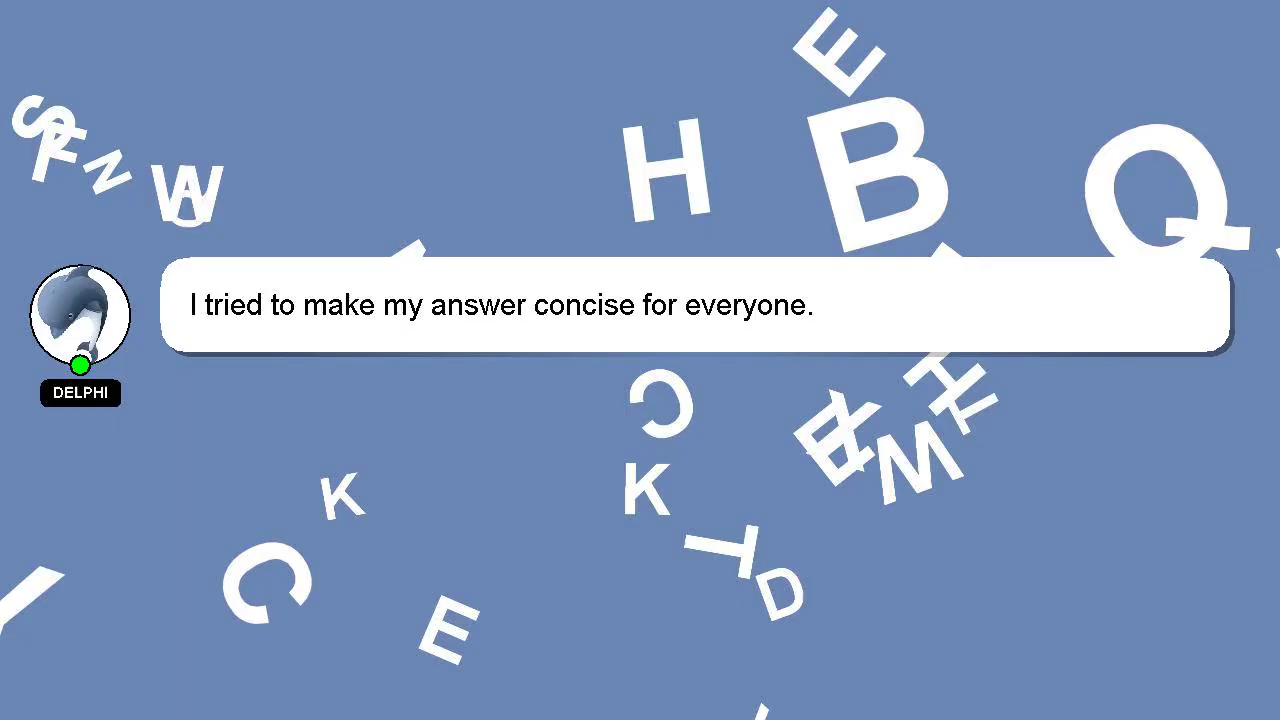 E
H
B
Q
S
F
N
W
I tried to make my answer concise for everyone.
DELPHI
C
H
E
M
K
K
T
D
C
E